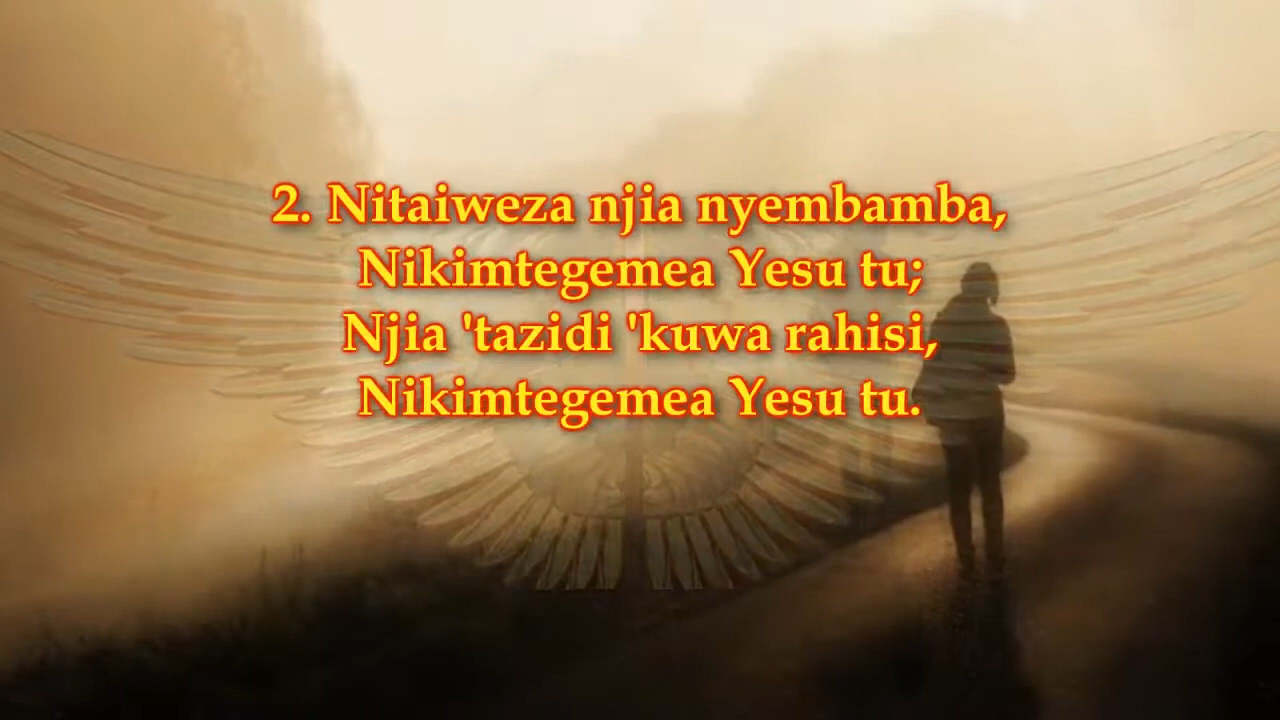 2. Nitaiweza njia nyembamba,
Nikimtegemea Yesu tu;
Njia 'tazidi 'kuwa rahisi,
Nikimtegemea Yesu tu.